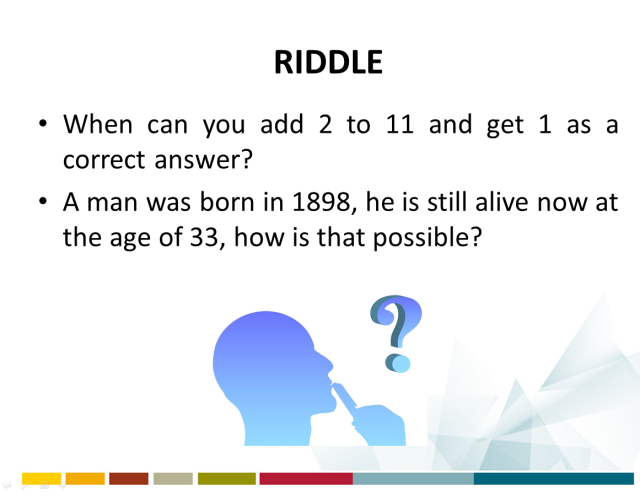 RIDDLE
• When can you add 2 to 11 and get 1 as a
correct answer?
• A man was born in 1898, he is still alive now at
the age of 33, how is that possible?
?